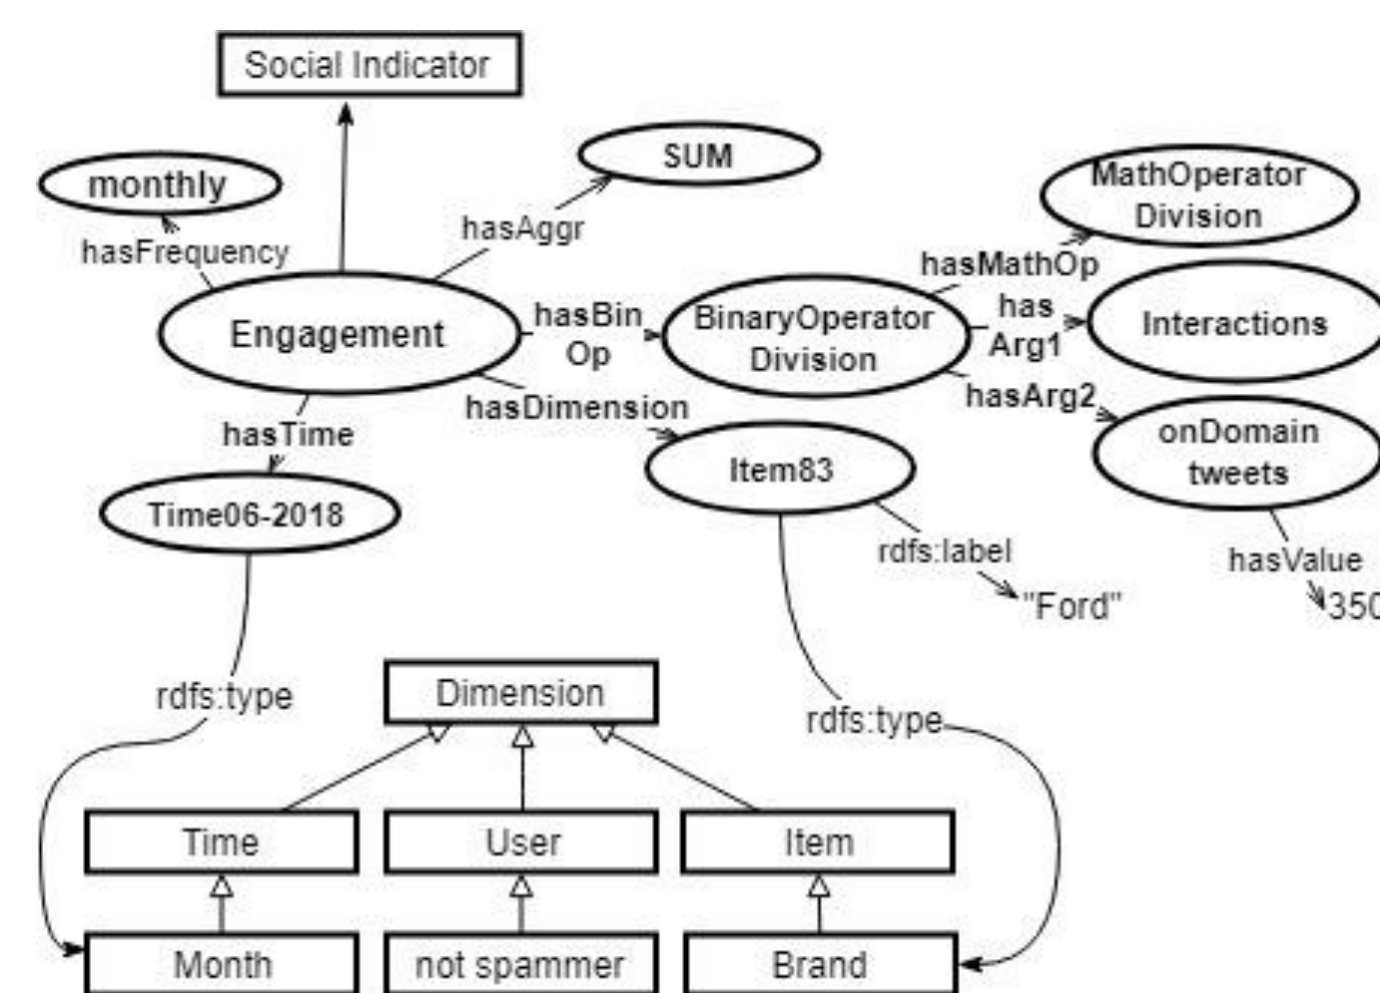 Social Indicator
SUM
monthly
MathOperator
Division
hasAggr
hasFrequency
hasMathOp
Engagement
hasBin
Op
BinaryOperator
Division
has
Arg1
Interactions
hasDimension
hasArg2
hasTime
onDomain
tweets
Item83
Time06-2018
rdfs:label
hasValue
"Ford"
350
rdfs:type
Dimension
rdfs:type
Time
User
Item
Month
not spammer
Brand